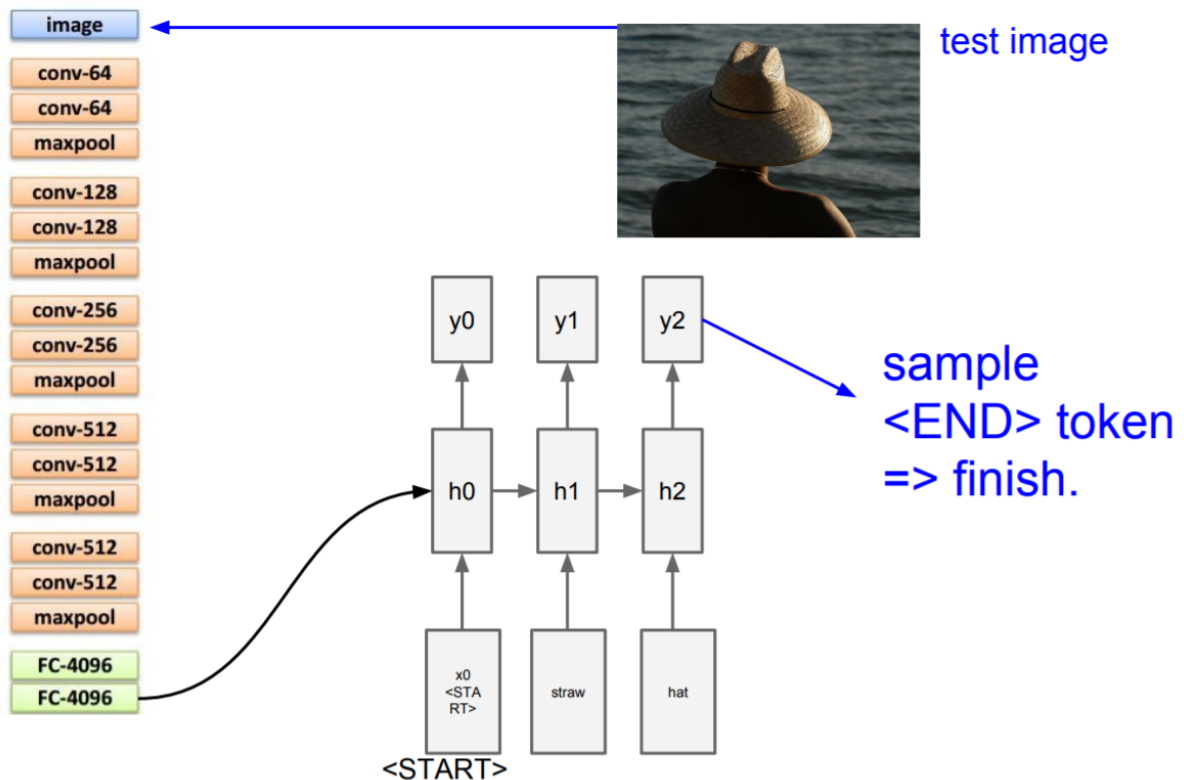 image
test image
conv-64
conv-64
maxpool
conv-128
conv-128
maxpool
conv-256
conv-256
maxpool
conv-512
conv-512
maxpool
conv-512
conv-512
maxpool
FC-4096
FC-4096
y0
y1
y2
h0
h1
h2
x0
<STA
RT>
straw
hat
<START>
sample
<END> token
=> finish.